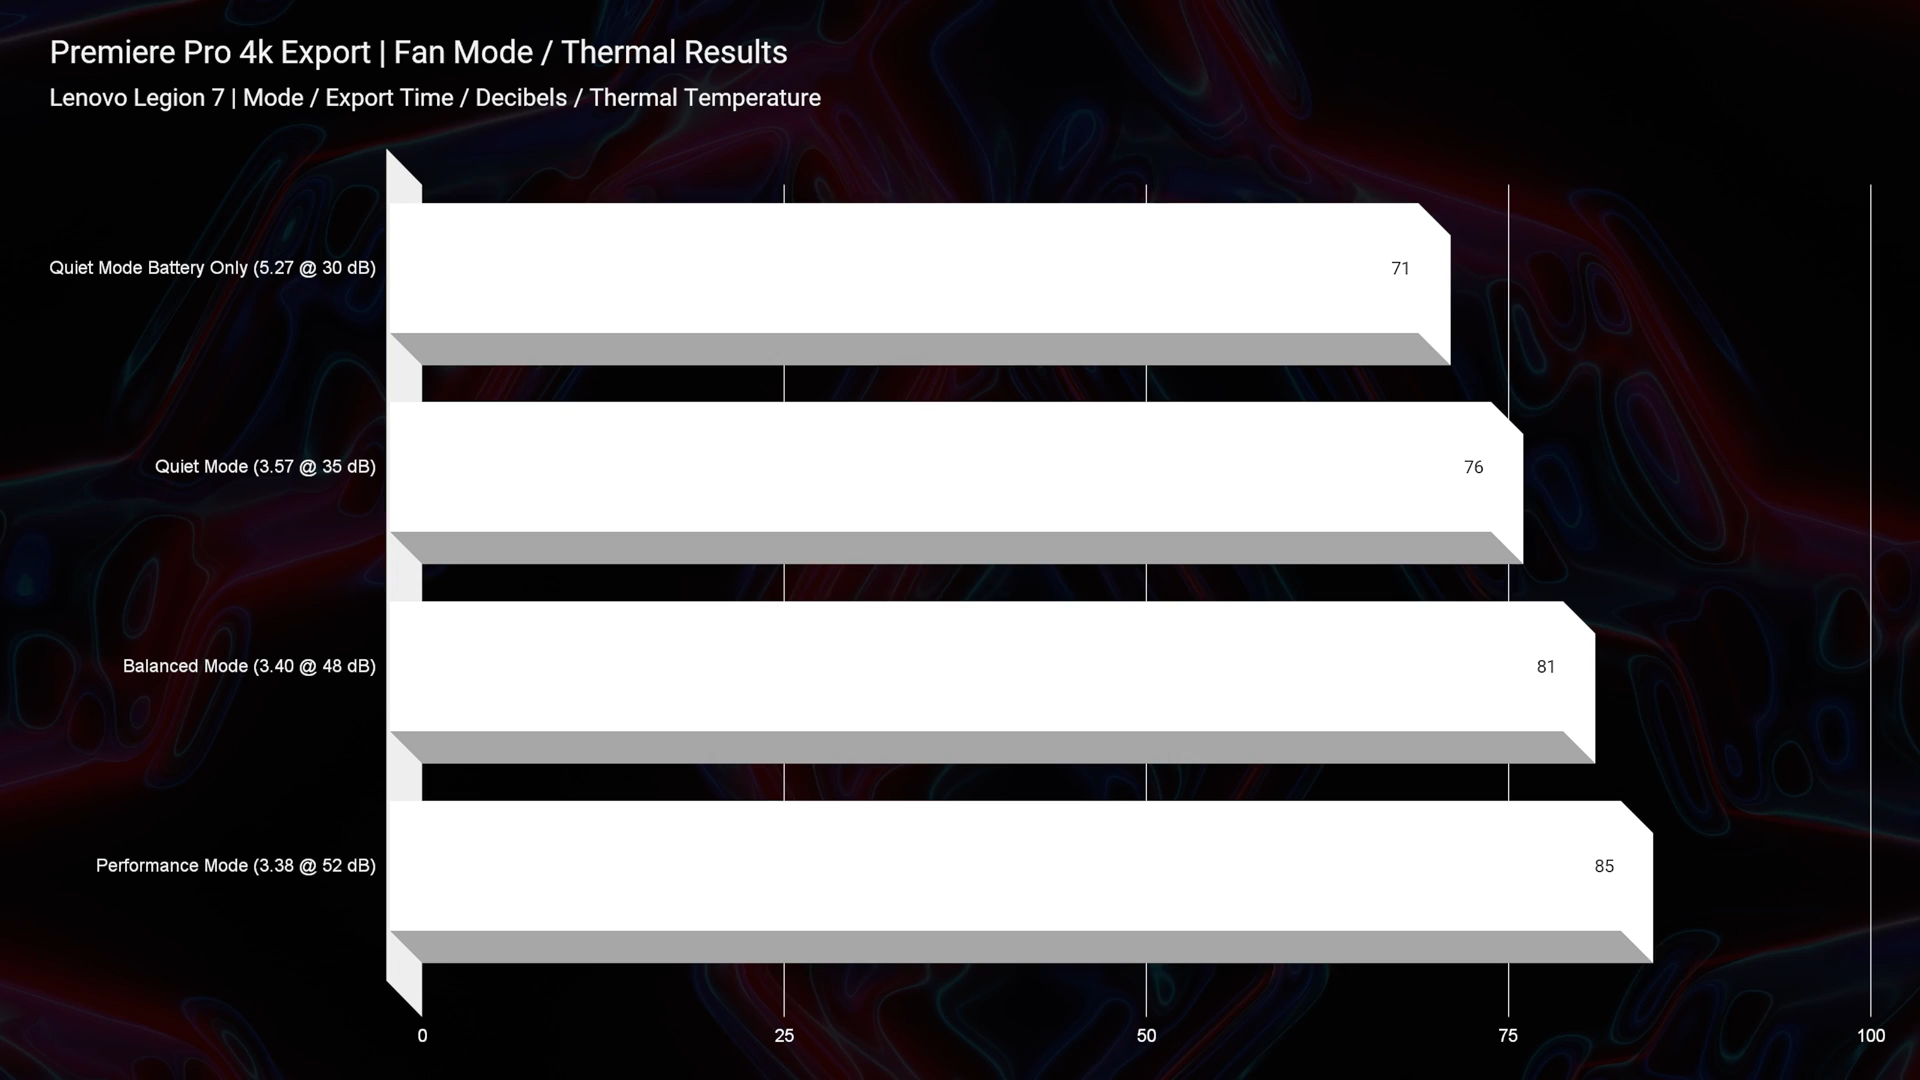 Premiere Pro 4k Export | Fan Mode / Thermal Results
Lenovo Legion 7 | Mode / Export Time / Decibels / Thermal Temperature
Quiet Mode Battery Only (5.27 @ 30 dB)
71
Quiet Mode (3.57 @ 35 dB)
76
Balanced Mode (3.40 @ 48 dB)
81
Performance Mode (3.38 @ 52 dB)
85
0 25 50 75 100